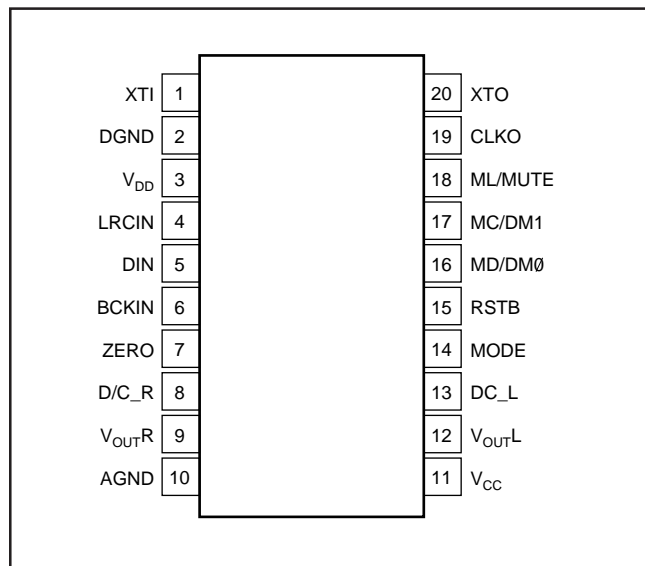 XTI 1
DGND 2
VDD 3
LRCIN 4
DIN 5
BCKIN 6
ZERO 7
D/C_R 8
VOUTR 9
AGND 10
20 XTO
19 CLKO
18 ML/MUTE
17 MC/DM1
16 MD/DMØ
15 RSTB
14 MODE
13 DC_L
12 VOUTL
11 VCC